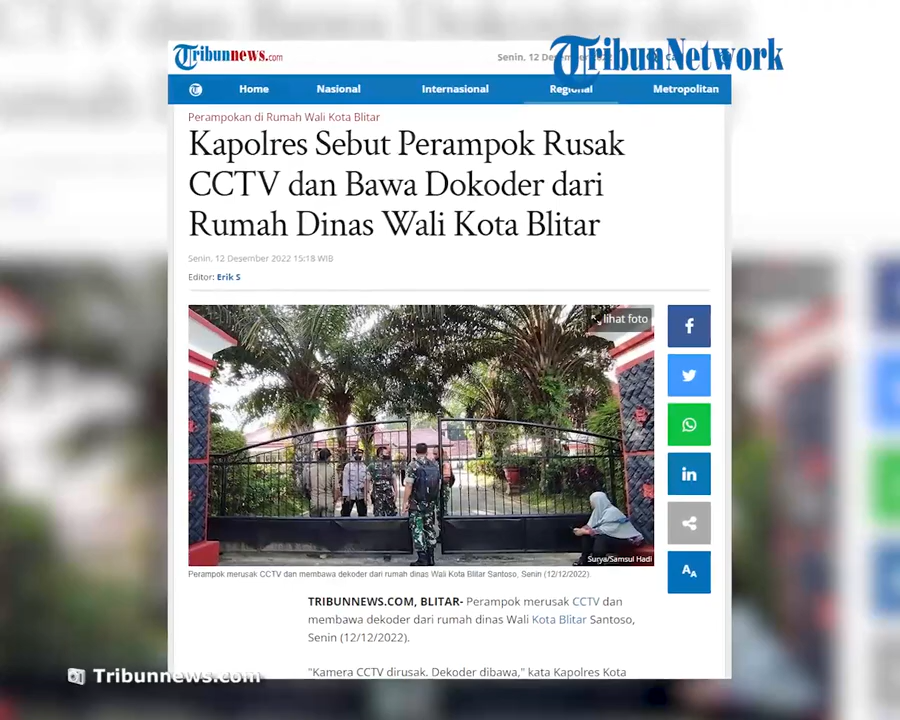 Tribunnews.com
Senin, 12 Desember
TribunNetwork
Home Nasional Internasional Regional Metropolitan
Perampokan di Rumah Wali Kota Blitar
Kapolres Sebut Perampok Rusak
CCTV dan Bawa Dokoder dari
Rumah Dinas Wali Kota Blitar
Senin, 12 Desember 2022 15:18 WIB
Editor: Erik S
lihat foto
Surya/Samsul Hadi
Perampok merusak CCTV dan membawa dekoder dari rumah dinas Wali Kota Blitar Santoso, Senin (12/12/2022).
TRIBUNNEWS.COM, BLITAR- Perampok merusak CCTV dan
membawa dekoder dari rumah dinas Wali Kota Blitar Santoso,
Senin (12/12/2022).
"Kamera CCTV dirusak. Dekoder dibawa," kata Kapolres Kota
Tribunnews.com